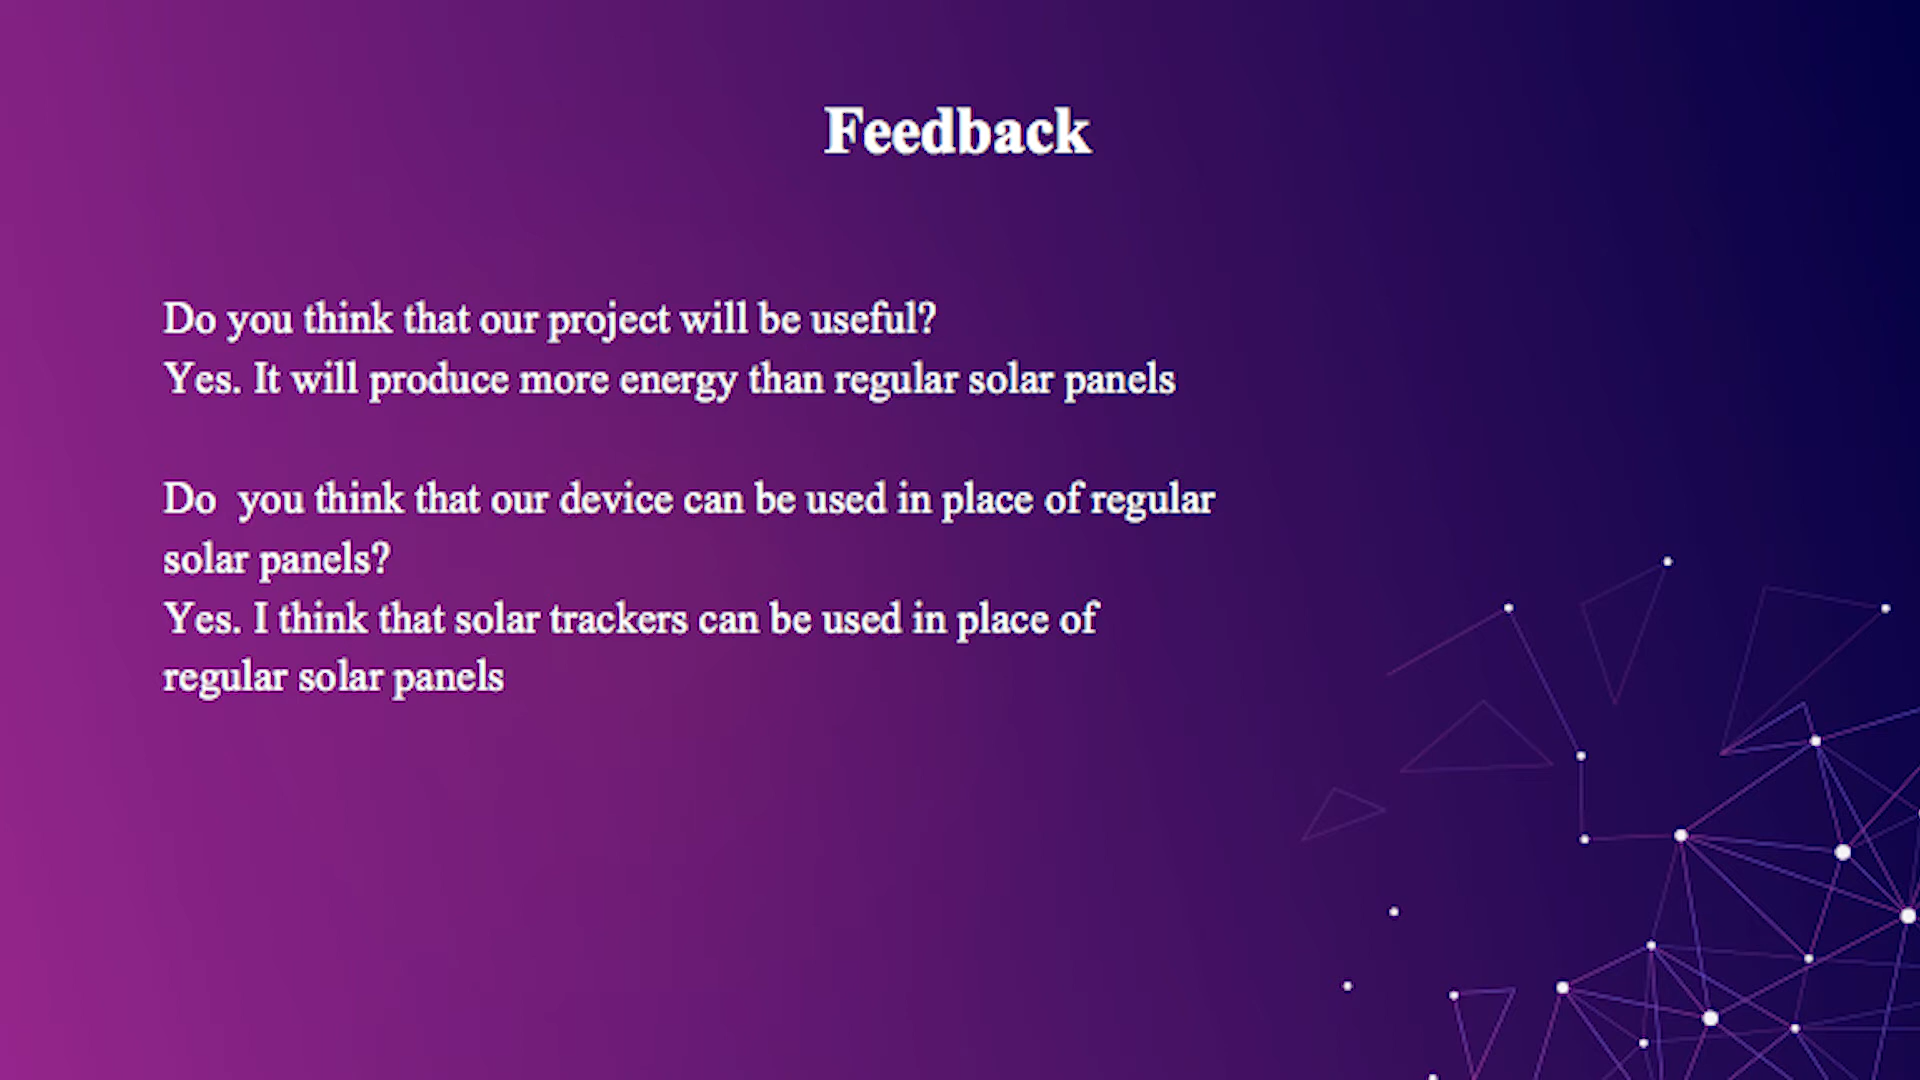 Feedback
Do you think that our project will be useful?
Yes. It will produce more energy than regular solar panels
Do  you think that our device can be used in place of regular
solar panels?
Yes. I think that solar trackers can be used in place of
regular solar panels